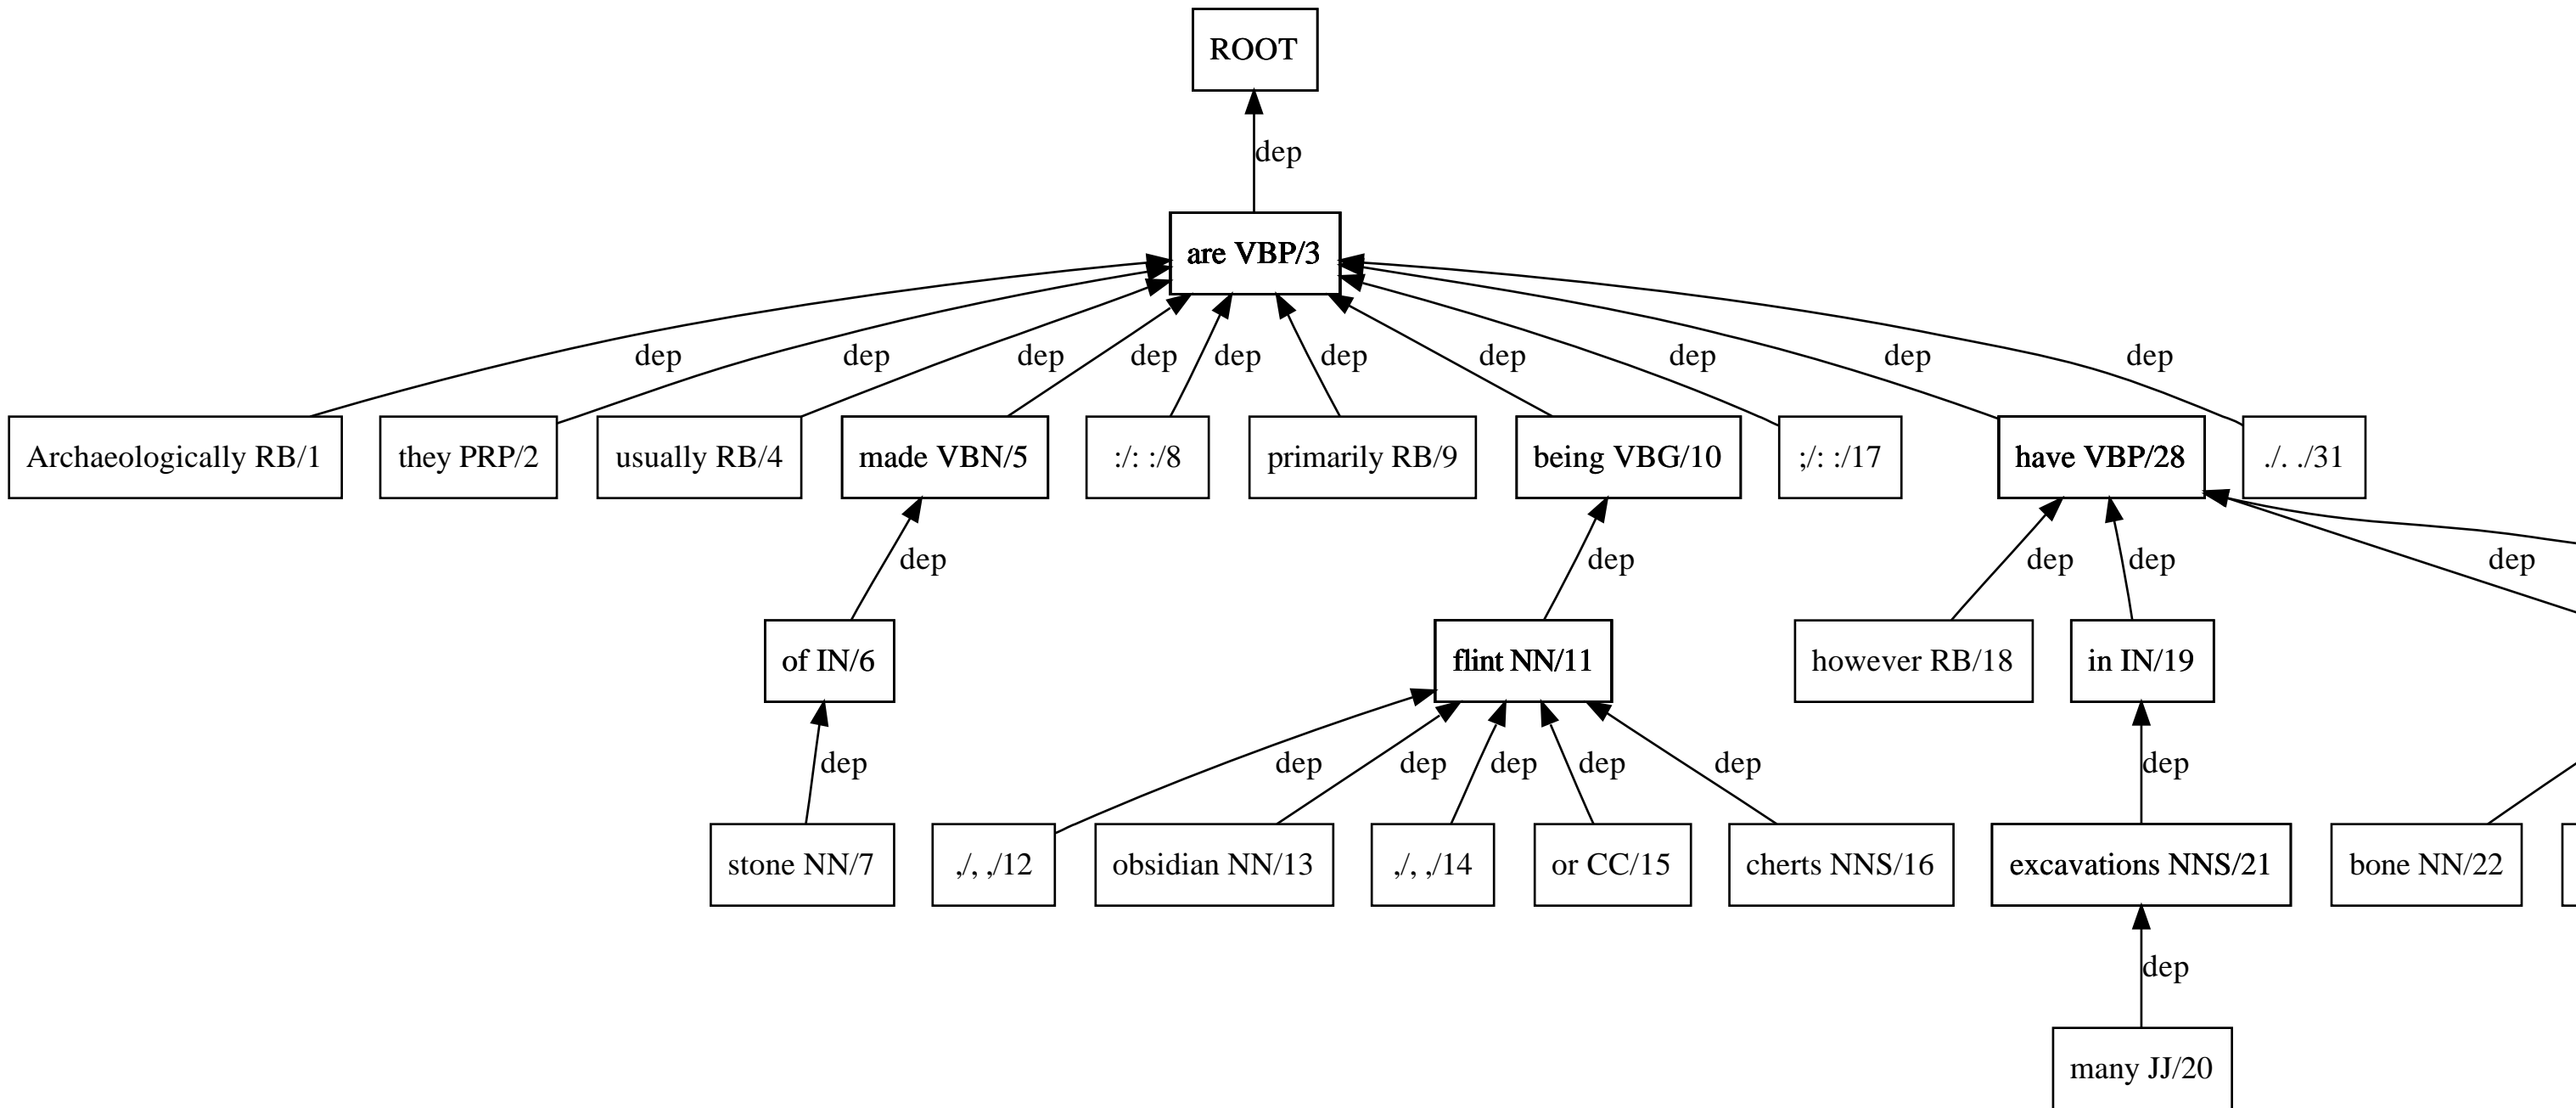 ROOT
dep
are VBP/3
dep dep dep dep dep dep dep dep dep dep
Archaeologically RB/1 they PRP/2 usually RB/4 made VBN/5 :/: :/8 primarily RB/9 being VBG/10 ;/: :/17 have VBP/28 ./. ./31
dep dep dep dep dep
of IN/6 flint NN/11 however RB/18 in IN/19
dep dep dep dep dep dep dep
stone NN/7 ,/, ,/12 obsidian NN/13 ,/, ,/14 or CC/15 cherts NNS/16 excavations NNS/21 bone NN/22
dep
many JJ/20